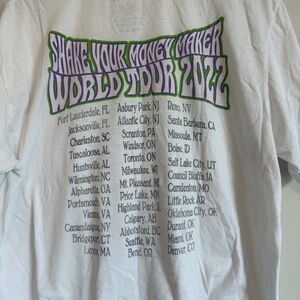 SHAKE YOUR MONEY MAKER
WORLD TOUR 2022
Fort Lauderdale, FL
Jacksonville, FL
Charleston, SC
Tuscaloosa, AL
Huntsville, AL
Wilmington, NC
Alpharetta, GA
Portsmouth, VA
Vienna, VA
Canandaigua, NY
Bridgeport, CT
Lenox, MA
Asbury Park, NJ
Atlantic City, NJ
Scranton, PA
Windsor, ON
Toronto, ON
Milwaukee, WI
Mt. Pleasant, MI
Prior Lake, MN
Highland Park, IL
Calgary, AB
Abbotsford, BC
Seattle, WA
Bend, OR
Reno, NV
Santa Barbara, CA
Missoula, MT
Boise, ID
Salt Lake City, UT
Council Bluffs, IA
Camdenton, MO
Little Rock, AR
Oklahoma City, OK
Durant, OK
Miami, OK
Denver, CO